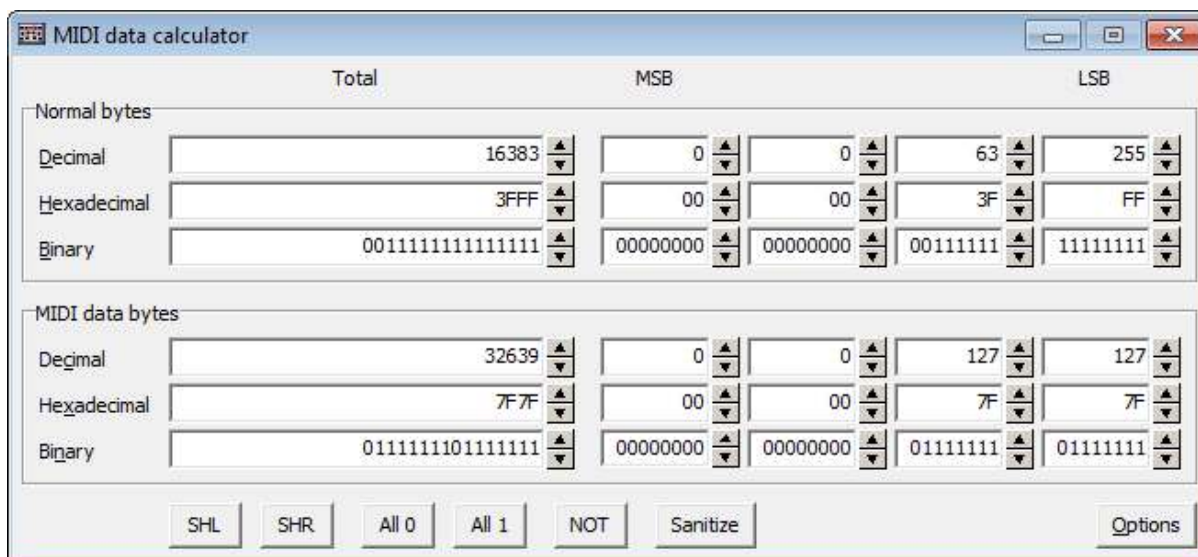 MIDI data calculator
Total MSB LSB
Normal bytes
Decimal 16383 0 0 63 255
Hexadecimal 3FFF 00 00 3F FF
Binary 0011111111111111 00000000 00000000 00111111 11111111
MIDI data bytes
Decimal 32639 0 0 127 127
Hexadecimal 7F7F 00 00 7F 7F
Binary 0111111101111111 00000000 00000000 01111111 01111111
SHL SHR All 0 All 1 NOT Sanitize Options